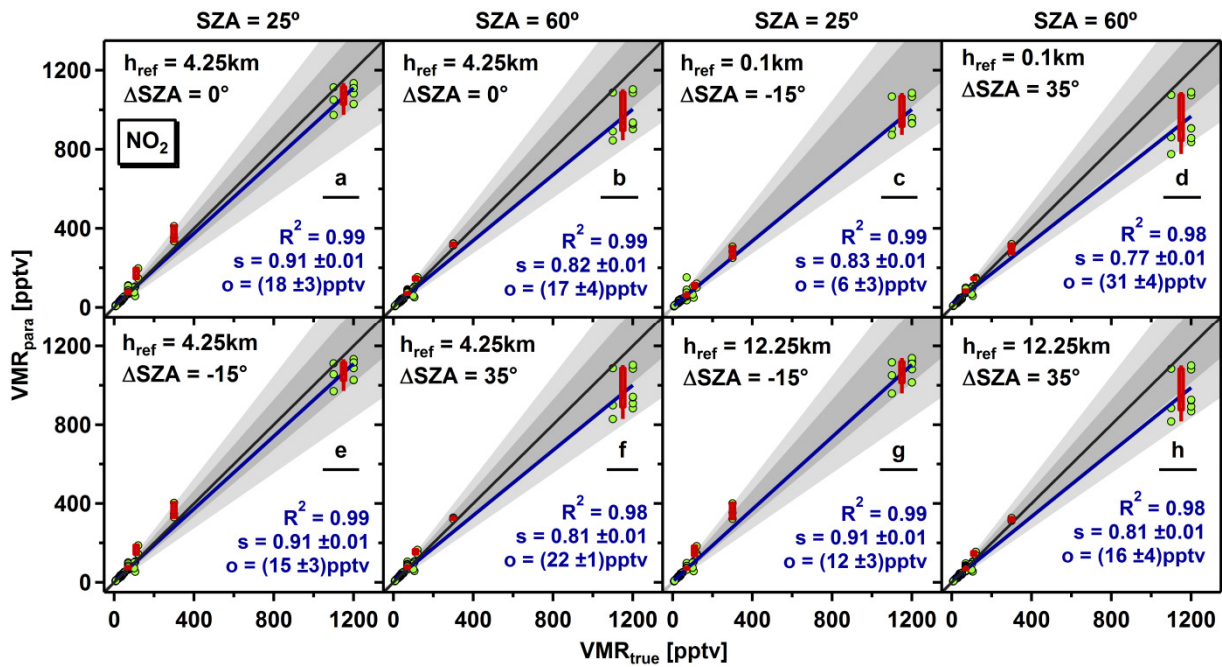 SZA = 25º SZA = 60º SZA = 25º SZA = 60º
1200
800
400
0
h_ref = 4.25km
ΔSZA = 0°
NO₂
a
R² = 0.99
s = 0.91 ±0.01
o = (18 ±3)pptv
h_ref = 4.25km
ΔSZA = 0°
b
R² = 0.99
s = 0.82 ±0.01
o = (17 ±4)pptv
h_ref = 0.1km
ΔSZA = -15°
c
R² = 0.99
s = 0.83 ±0.01
o = (6 ±3)pptv
h_ref = 0.1km
ΔSZA = 35°
d
R² = 0.98
s = 0.77 ±0.01
o = (31 ±4)pptv
VMR_para [pptv]
1200
800
400
0
h_ref = 4.25km
ΔSZA = -15°
e
R² = 0.99
s = 0.91 ±0.01
o = (15 ±3)pptv
h_ref = 4.25km
ΔSZA = 35°
f
R² = 0.98
s = 0.81 ±0.01
o = (22 ±1)pptv
h_ref = 12.25km
ΔSZA = -15°
g
R² = 0.99
s = 0.91 ±0.01
o = (12 ±3)pptv
h_ref = 12.25km
ΔSZA = 35°
h
R² = 0.98
s = 0.81 ±0.01
o = (16 ±4)pptv
0 400 800 1200 0 400 800 1200 0 400 800 1200 0 400 800 1200
VMR_true [pptv]